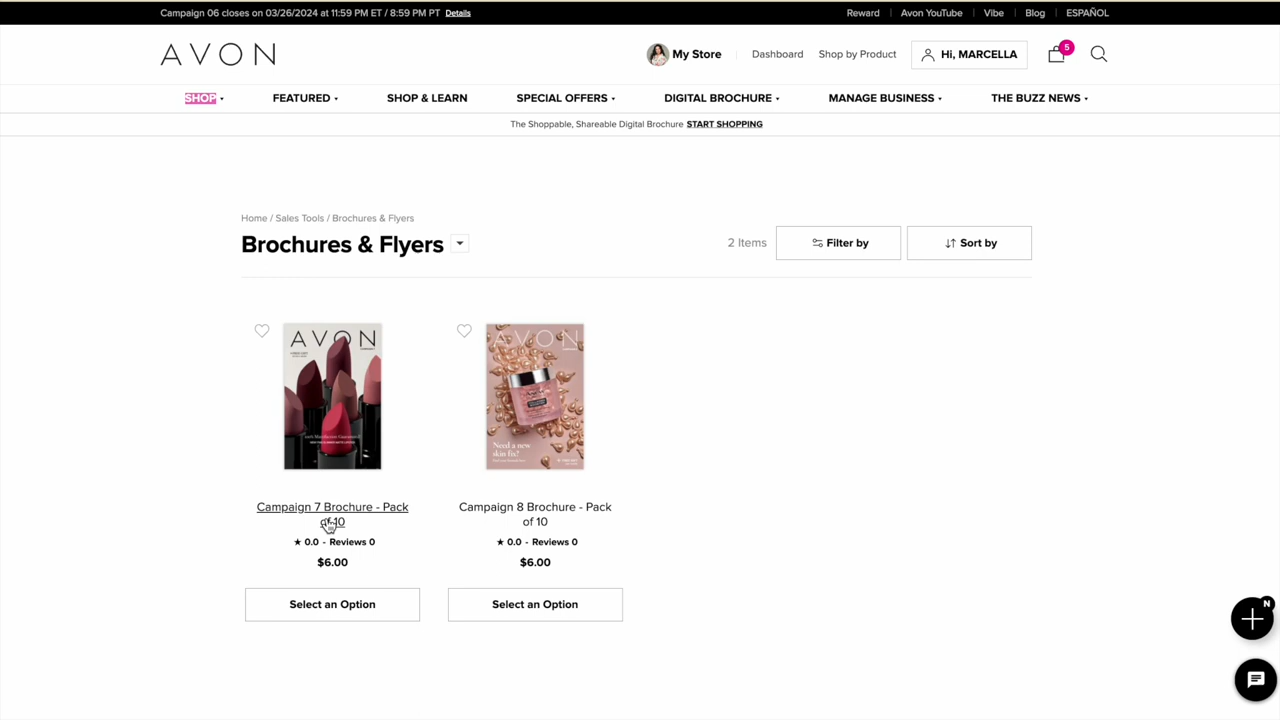 Campaign 06 closes on 03/26/2024 at 11:59 PM ET / 8:59 PM PT Details
Reward
Avon YouTube
Vibe
Blog
ESPAÑOL
AVON
My Store
Dashboard
Shop by Product
Hi, MARCELLA
5
SHOP
FEATURED
SHOP & LEARN
SPECIAL OFFERS
DIGITAL BROCHURE
MANAGE BUSINESS
THE BUZZ NEWS
The Shoppable, Shareable Digital Brochure START SHOPPING
Home / Sales Tools / Brochures & Flyers
Brochures & Flyers
2 Items
Filter by
Sort by
AVON
AVON
Need a new
skin fix?
Campaign 7 Brochure - Pack
of 10
★ 0.0 - Reviews 0
$6.00
Select an Option
Campaign 8 Brochure - Pack
of 10
★ 0.0 - Reviews 0
$6.00
Select an Option
N